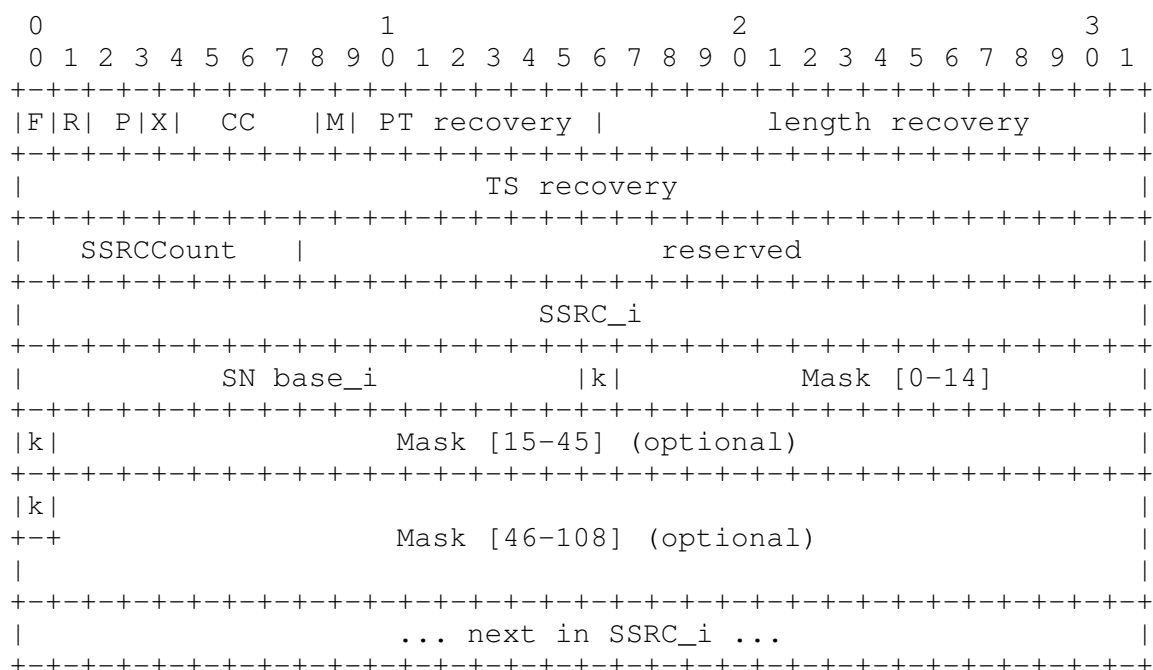 0                   1                   2                   3
 0 1 2 3 4 5 6 7 8 9 0 1 2 3 4 5 6 7 8 9 0 1 2 3 4 5 6 7 8 9 0 1
+-+-+-+-+-+-+-+-+-+-+-+-+-+-+-+-+-+-+-+-+-+-+-+-+-+-+-+-+-+-+-+-+
|F|R| P|X|  CC   |M| PT recovery |         length recovery       |
+-+-+-+-+-+-+-+-+-+-+-+-+-+-+-+-+-+-+-+-+-+-+-+-+-+-+-+-+-+-+-+-+
|                          TS recovery                          |
+-+-+-+-+-+-+-+-+-+-+-+-+-+-+-+-+-+-+-+-+-+-+-+-+-+-+-+-+-+-+-+-+
|   SSRCCount   |                    reserved                   |
+-+-+-+-+-+-+-+-+-+-+-+-+-+-+-+-+-+-+-+-+-+-+-+-+-+-+-+-+-+-+-+-+
|                             SSRC_i                            |
+-+-+-+-+-+-+-+-+-+-+-+-+-+-+-+-+-+-+-+-+-+-+-+-+-+-+-+-+-+-+-+-+
|           SN base_i           |k|          Mask [0-14]        |
+-+-+-+-+-+-+-+-+-+-+-+-+-+-+-+-+-+-+-+-+-+-+-+-+-+-+-+-+-+-+-+-+
|k|                   Mask [15-45] (optional)                   |
+-+-+-+-+-+-+-+-+-+-+-+-+-+-+-+-+-+-+-+-+-+-+-+-+-+-+-+-+-+-+-+-+
|k|                                                             |
+-+                   Mask [46-108] (optional)                  |
|                                                               |
+-+-+-+-+-+-+-+-+-+-+-+-+-+-+-+-+-+-+-+-+-+-+-+-+-+-+-+-+-+-+-+-+
|                     ... next in SSRC_i ...                    |
+-+-+-+-+-+-+-+-+-+-+-+-+-+-+-+-+-+-+-+-+-+-+-+-+-+-+-+-+-+-+-+-+